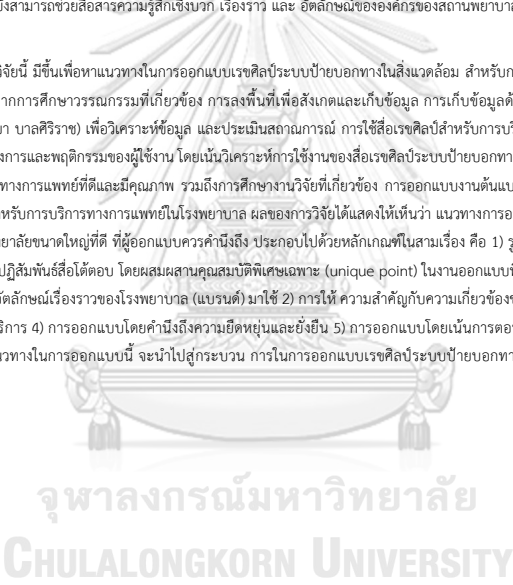 ยังสามารถช่วยสื่อสารความรู้สึกเชิงบวก เรื่องราว และ อัตลักษณ์ขององค์กรของสถานพยาบาล
วิจัยนี้ มีขึ้นเพื่อหาแนวทางในการออกแบบเรขศิลป์ระบบป้ายบอกทางในสิ่งแวดล้อม สำหรับก
ากการศึกษาวรรณกรรมที่เกี่ยวข้อง การลงพื้นที่เพื่อสังเกตและเก็บข้อมูล การเก็บข้อมูลด้
ยา บาลศิริราช) เพื่อวิเคราะห์ข้อมูล และประเมินสถานการณ์ การใช้สื่อเรขศิลป์สำหรับการบริ
งการและพฤติกรรมของผู้ใช้งาน โดยเน้นวิเคราะห์การใช้งานของสื่อเรขศิลป์ระบบป้ายบอกทา
ทางการแพทย์ที่ดีและมีคุณภาพ รวมถึงการศึกษางานวิจัยที่เกี่ยวข้อง การออกแบบงานต้นแบ
หรับการบริการทางการแพทย์ในโรงพยาบาล ผลของการวิจัยได้แสดงให้เห็นว่า แนวทางการอ
ยาลัยขนาดใหญ่ที่ดี ที่ผู้ออกแบบควรคำนึงถึง ประกอบไปด้วยหลักเกณฑ์ในสามเรื่อง คือ 1) รู
ปฏิสัมพันธ์สื่อโต้ตอบ โดยผสมผสานคุณสมบัติพิเศษเฉพาะ (unique point) ในงานออกแบบที่
ัตลักษณ์เรื่องราวของโรงพยาบาล (แบรนด์) มาใช้ 2) การให้ ความสำคัญกับความเกี่ยวข้องข
ริการ 4) การออกแบบโดยคำนึงถึงความยืดหยุ่นและยั่งยืน 5) การออกแบบโดยเน้นการตอ
นวทางในการออกแบบนี้ จะนำไปสู่กระบวน การในการออกแบบเรขศิลป์ระบบป้ายบอกทา
จุฬาลงกรณ์มหาวิทยาลัย
CHULALONGKORN UNIVERSITY